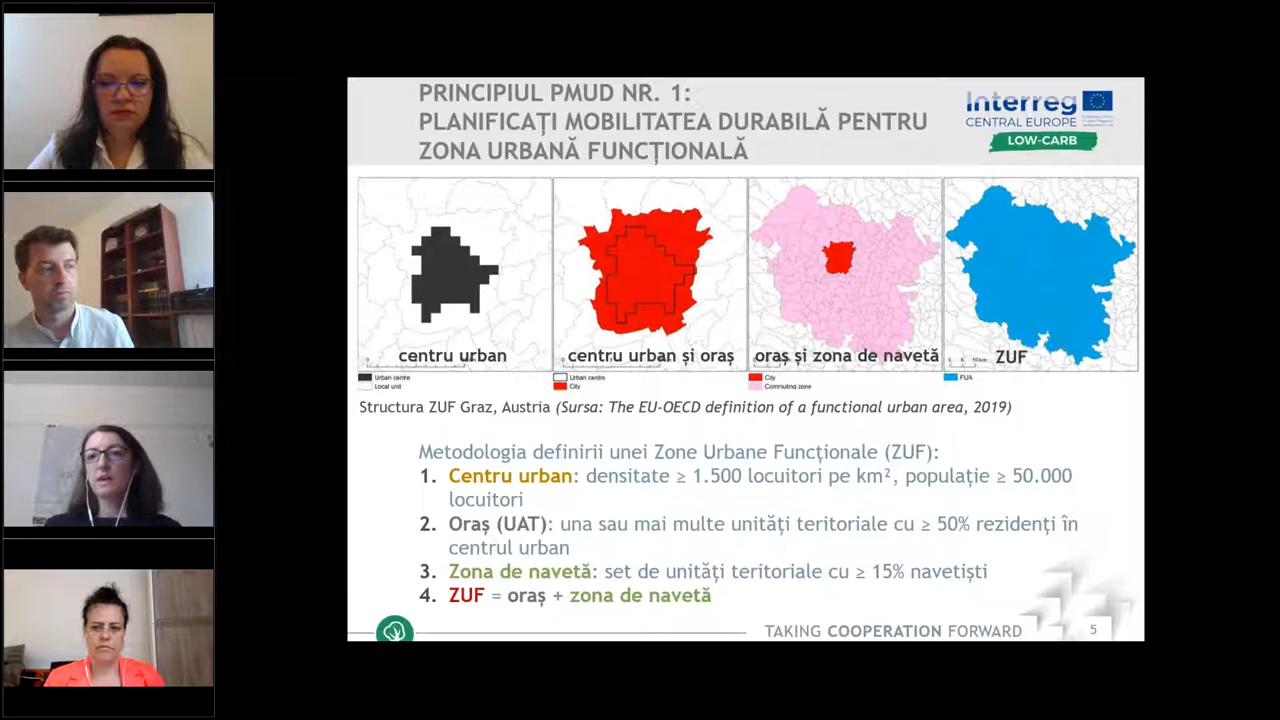 PRINCIPIUL PMUD NR. 1:
PLANIFICAȚI MOBILITATEA DURABILĂ PENTRU
ZONA URBANĂ FUNCȚIONALĂ
Interreg
CENTRAL EUROPE
LOW-CARB
centru urban
centru urban și oraș
oraș și zona de navetă
ZUF
Urban centre
Local unit
Urban centre
City
City
Commuting zone
FUA
Structura ZUF Graz, Austria (Sursa: The EU-OECD definition of a functional urban area, 2019)
Metodologia definirii unei Zone Urbane Funcționale (ZUF):
1. Centru urban: densitate ≥ 1.500 locuitori pe km², populație ≥ 50.000
locuitori
2. Oraș (UAT): una sau mai multe unități teritoriale cu ≥ 50% rezidenți în
centrul urban
3. Zona de navetă: set de unități teritoriale cu ≥ 15% navetiști
4. ZUF = oraș + zona de navetă
TAKING COOPERATION FORWARD
5